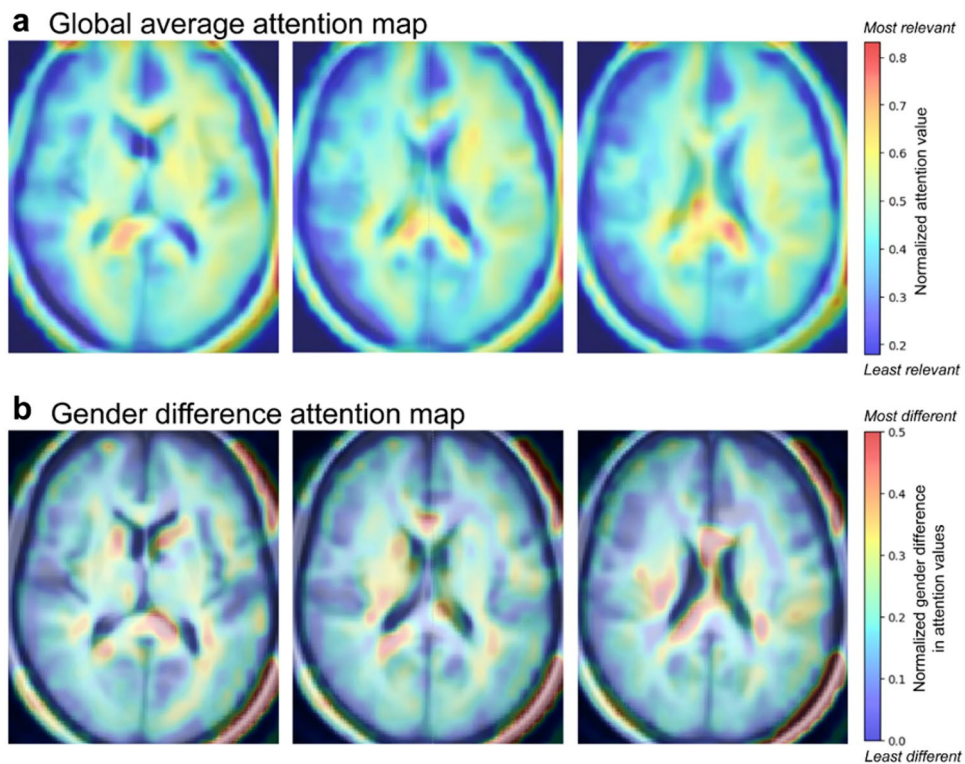 a Global average attention map
Most relevant
0.8
0.7
0.6
0.5
0.4
0.3
0.2
Normalized attention value
Least relevant
b Gender difference attention map
Most different
0.5
0.4
0.3
0.2
0.1
0.0
Normalized gender difference
in attention values
Least different